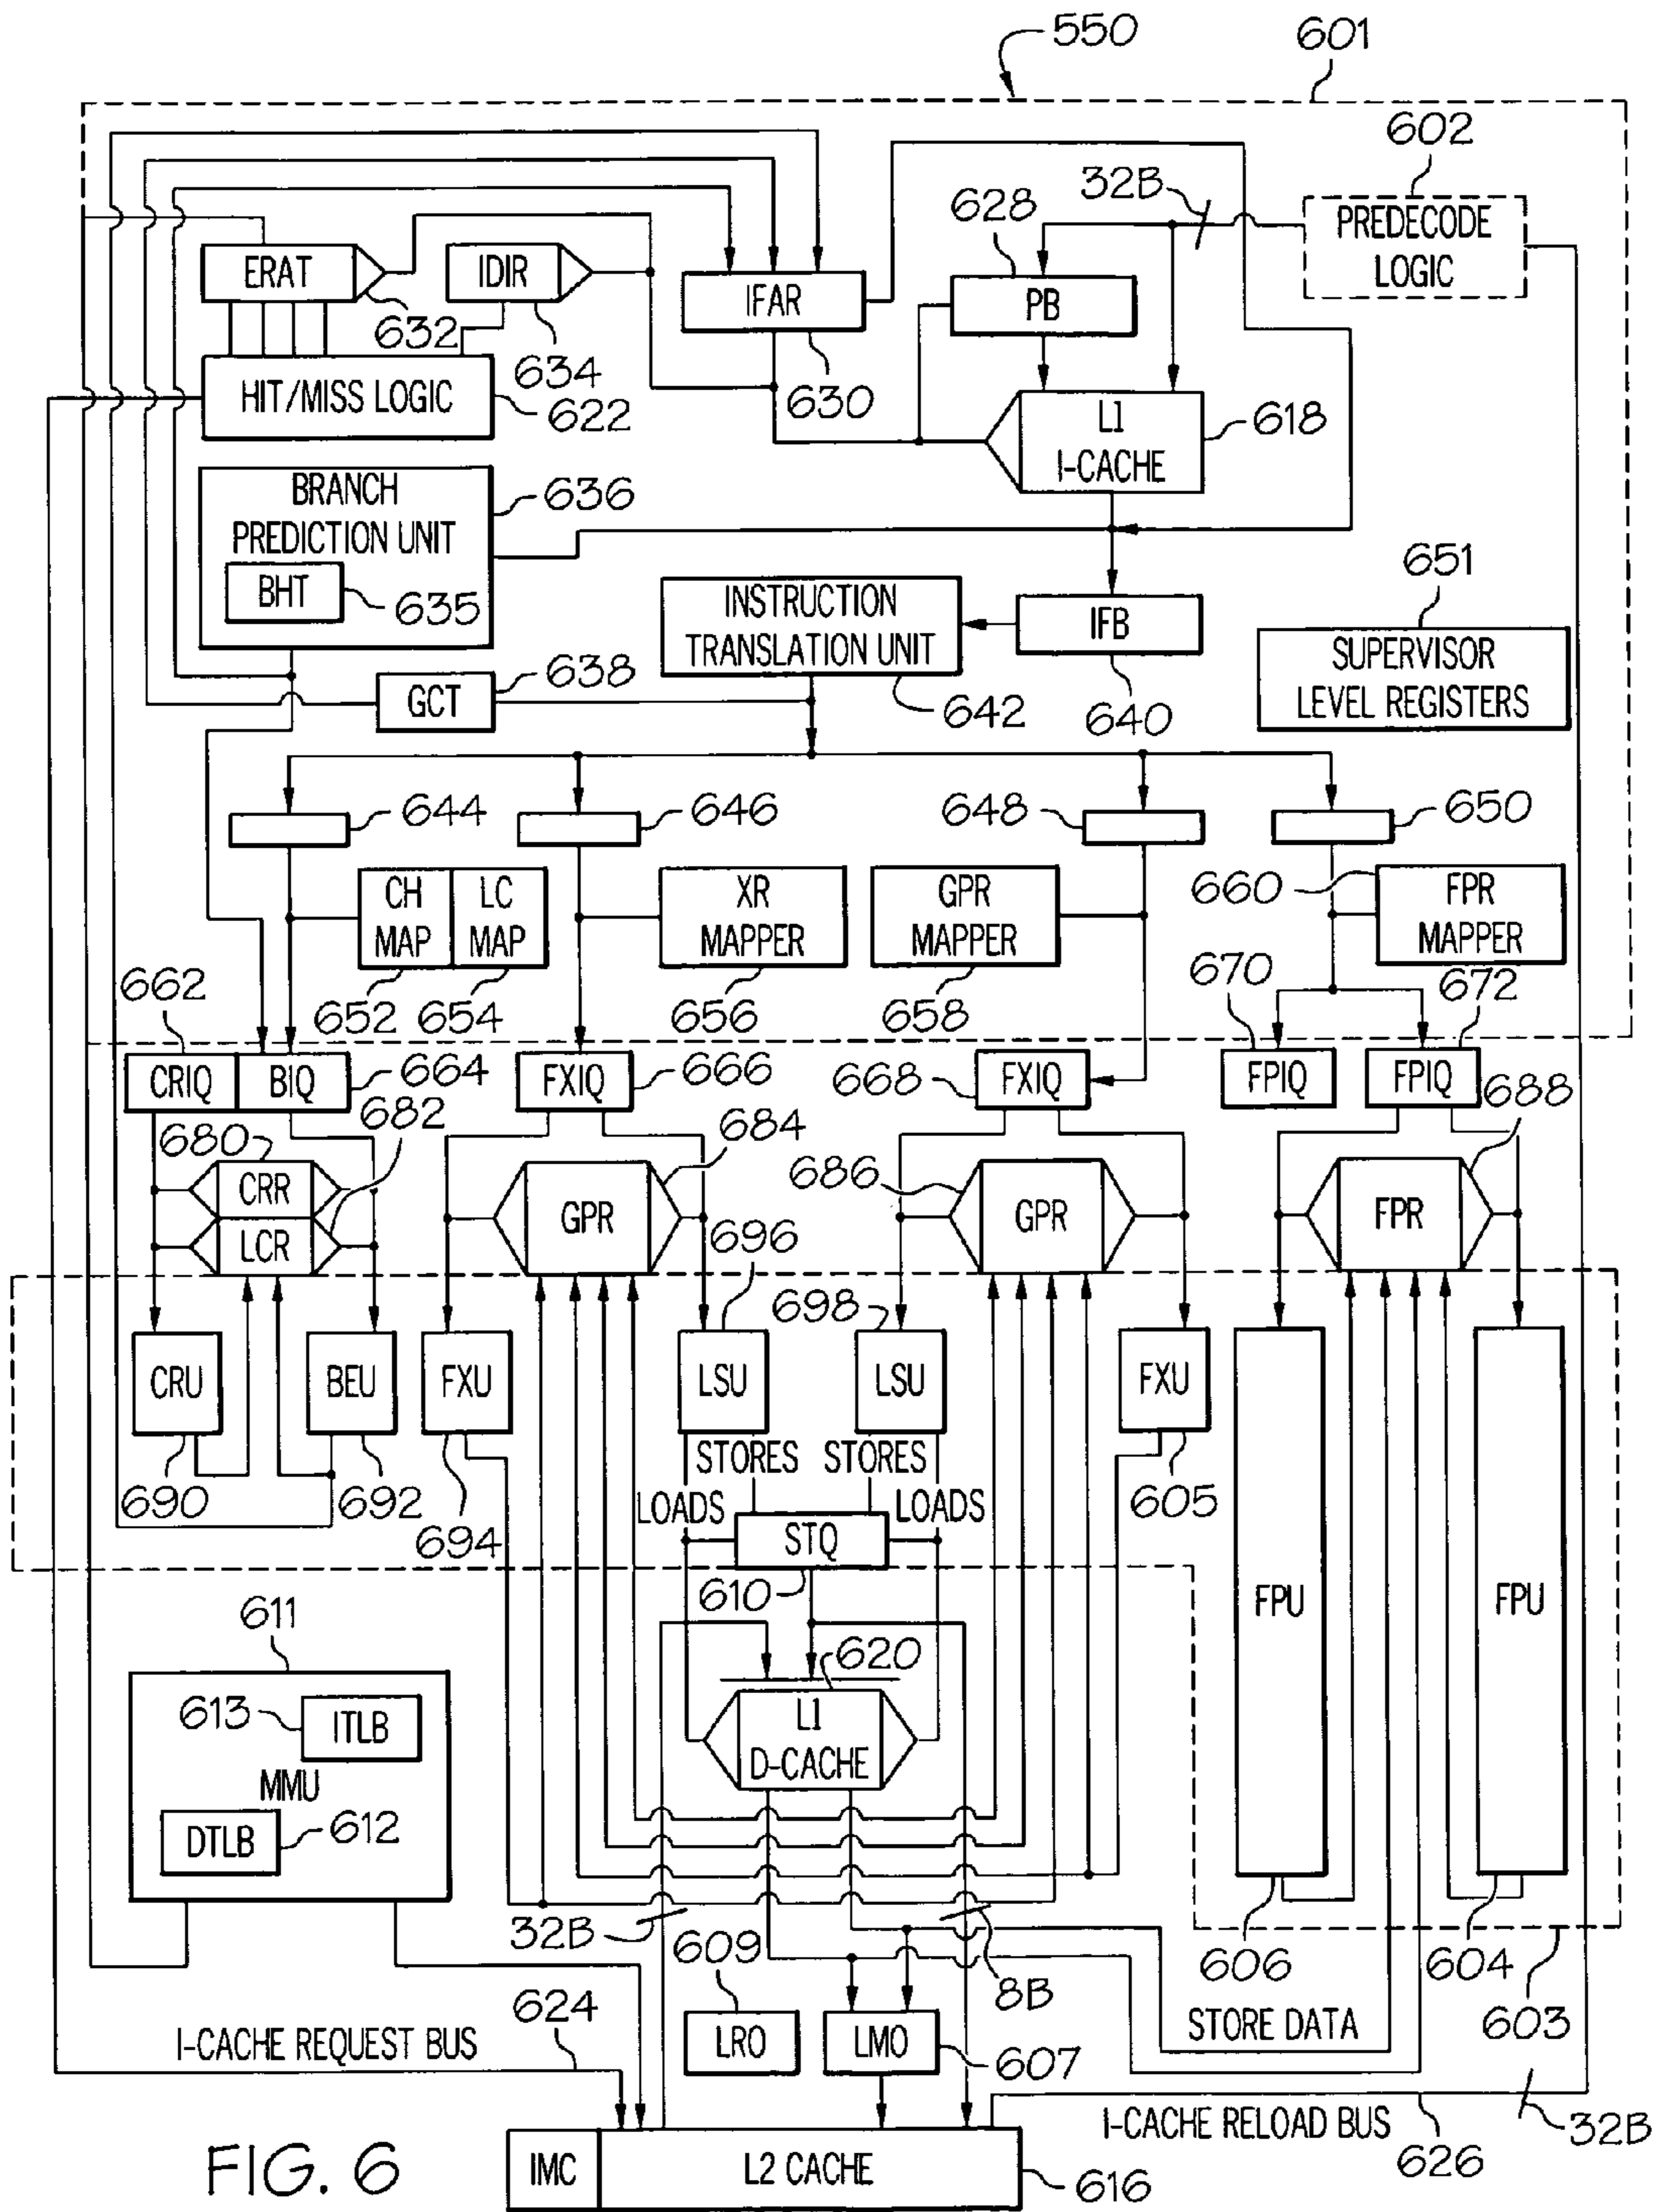 550
601
602
32B
628
PREDECODE
LOGIC
ERAT
IDIR
IFAR
PB
632
634
630
HIT/MISS LOGIC
622
L1
I-CACHE
618
BRANCH
PREDICTION UNIT
636
BHT
635
INSTRUCTION
TRANSLATION UNIT
IFB
651
SUPERVISOR
LEVEL REGISTERS
638
GCT
642
640
644
646
648
650
CH
MAP
LC
MAP
XR
MAPPER
GPR
MAPPER
660
FPR
MAPPER
662
652
654
656
658
670
672
CRIQ
BIQ
664
FXIQ
666
668
FXIQ
FPIQ
FPIQ
680
682
684
686
688
CRR
LCR
GPR
GPR
FPR
696
698
CRU
BEU
FXU
LSU
LSU
FXU
STORES
STORES
690
692
694
LOADS
LOADS
605
STQ
610
FPU
FPU
611
620
613
ITLB
MMU
DTLB
612
L1
D-CACHE
32B
609
8B
606
604
624
STORE DATA
603
I-CACHE REQUEST BUS
LRO
LMO
607
I-CACHE RELOAD BUS
32B
626
FIG. 6
IMC
L2 CACHE
616